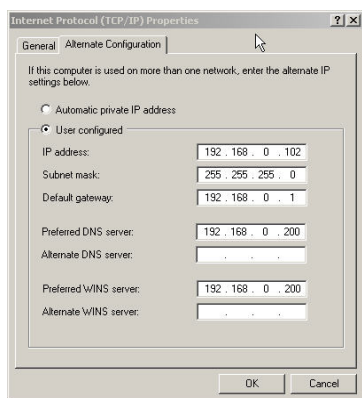 Internet Protocol (TCP/IP) Properties
General Alternate Configuration
If this computer is used on more than one network, enter the alternate IP
settings below.
Automatic private IP address
User configured
IP address: 192 . 168 . 0 . 102
Subnet mask: 255 . 255 . 255 . 0
Default gateway: 192 . 168 . 0 . 1
Preferred DNS server: 192 . 168 . 0 . 200
Alternate DNS server: . . .
Preferred WINS server: 192 . 168 . 0 . 200
Alternate WINS server: . . .
OK Cancel